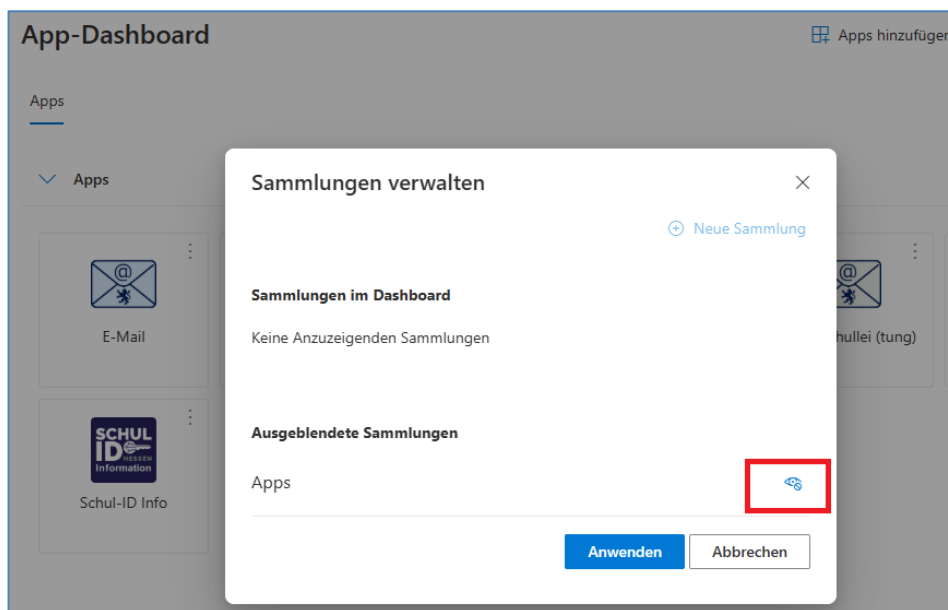 App-Dashboard
Apps hinzufüger
Apps
Apps
Sammlungen verwalten
Neue Sammlung
Sammlungen im Dashboard
Keine Anzuzeigenden Sammlungen
Ausgeblendete Sammlungen
Apps
Anwenden
Abbrechen
@
E-Mail
@
hullei (tung)
SCHUL
ID
HESSEN
Information
Schul-ID Info